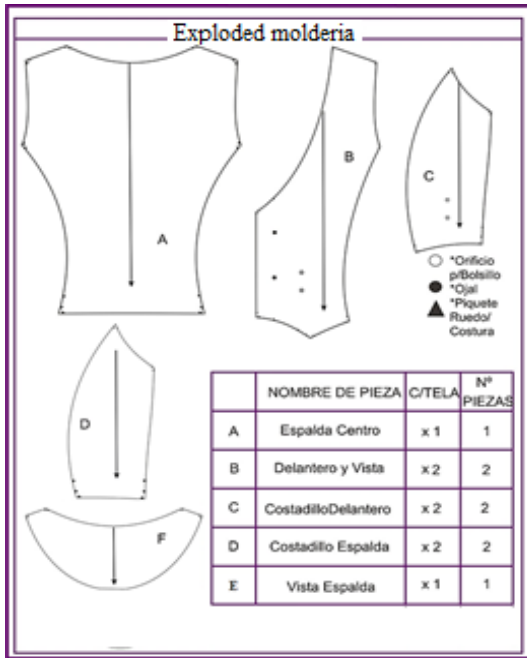 Exploded molderia
A
B
C
*Orificio
p/Bolsillo
*Ojal
*Piquete
Ruedo/
Costura
D
F
NOMBRE DE PIEZA C/TELA Nº PIEZAS
A Espalda Centro x 1 1
B Delantero y Vista x 2 2
C CostadilloDelantero x 2 2
D Costadillo Espalda x 2 2
E Vista Espalda x 1 1